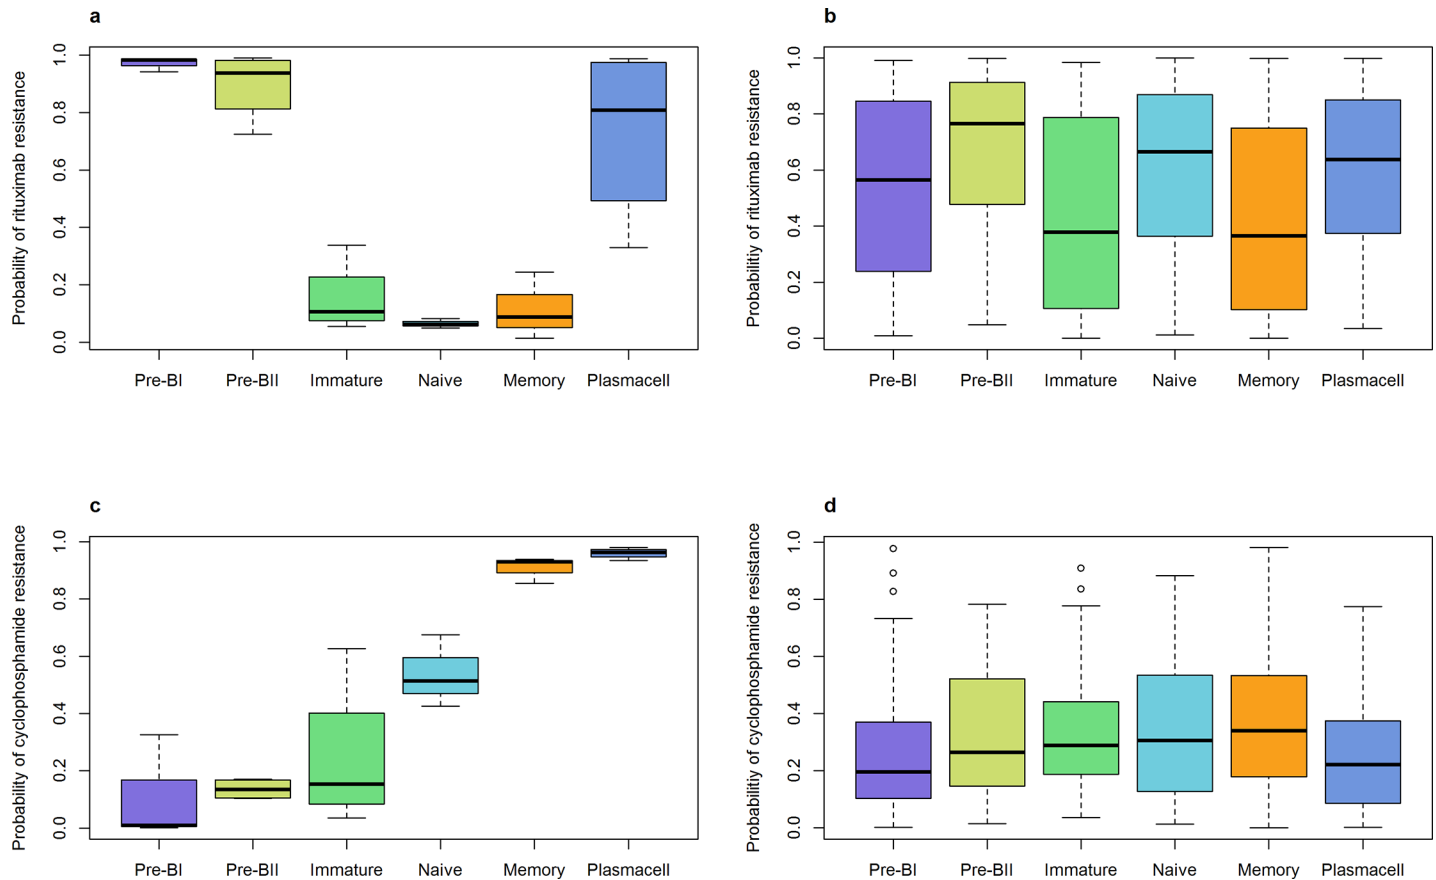 a
Probability of rituximab resistance
1.0
0.8
0.6
0.4
0.2
0.0
Pre-BI Pre-BII Immature Naive Memory Plasmacell
b
Probability of rituximab resistance
1.0
0.8
0.6
0.4
0.2
0.0
Pre-BI Pre-BII Immature Naive Memory Plasmacell
c
Probability of cyclophosphamide resistance
1.0
0.8
0.6
0.4
0.2
0.0
Pre-BI Pre-BII Immature Naive Memory Plasmacell
d
Probability of cyclophosphamide resistance
1.0
0.8
0.6
0.4
0.2
0.0
Pre-BI Pre-BII Immature Naive Memory Plasmacell